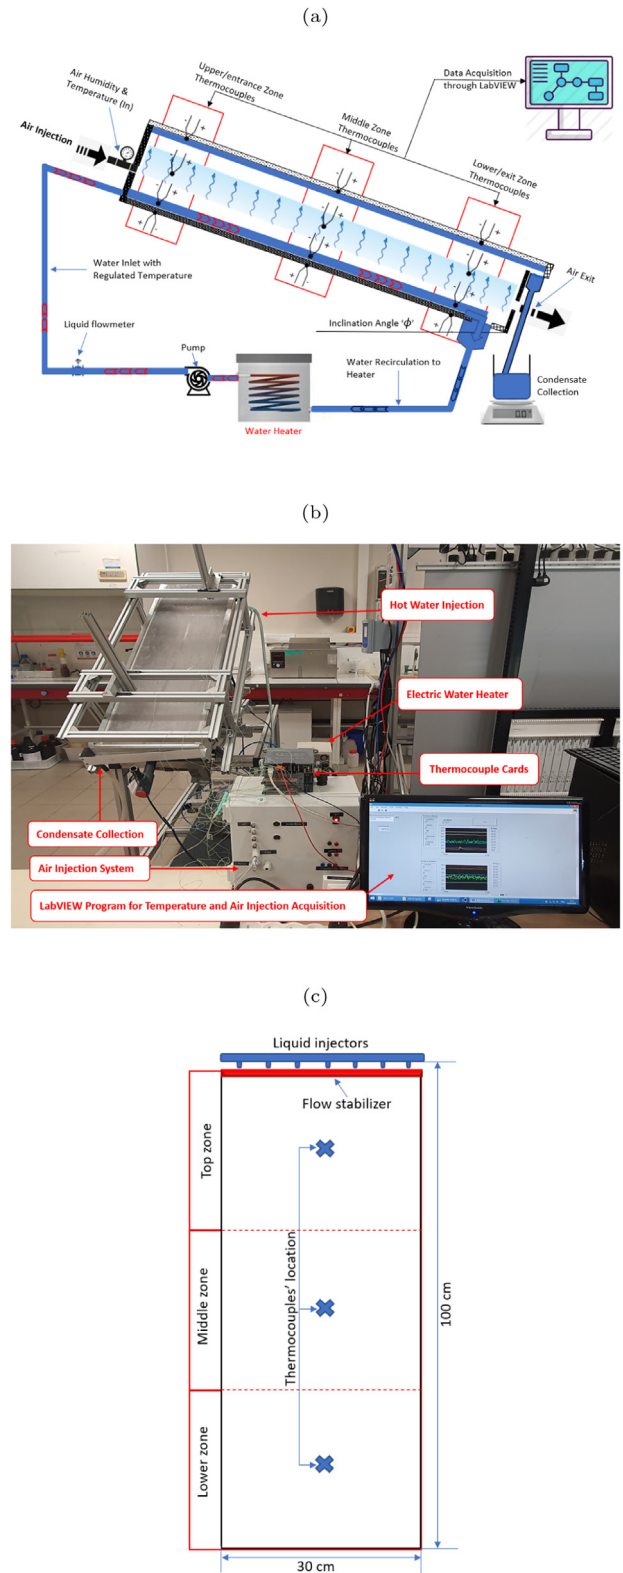 (a)
Air Humidity &
Temperature (In)
Upper/entrance Zone
Thermocouples
Data Acquisition
through LabVIEW
Middle Zone
Thermocouples
Air Injection
Lower/exit Zone
Thermocouples
Water Inlet with
Regulated Temperature
Air Exit
Inclination Angle 'ϕ'
Liquid flowmeter
Pump
Water Recirculation to
Heater
Condensate
Collection
0.0
Water Heater
(b)
Hot Water Injection
Electric Water Heater
Thermocouple Cards
Condensate Collection
Air Injection System
LabVIEW Program for Temperature and Air Injection Acquisition
(c)
Liquid injectors
Flow stabilizer
Top zone
Middle zone
Thermocouples' location
Lower zone
100 cm
30 cm